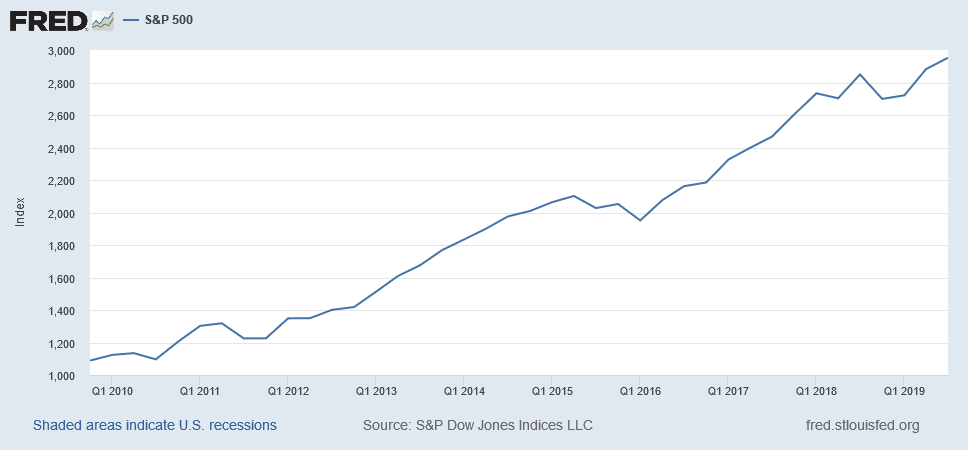 FRED S&P 500
Index
3,000
2,800
2,600
2,400
2,200
2,000
1,800
1,600
1,400
1,200
1,000
Q1 2010 Q1 2011 Q1 2012 Q1 2013 Q1 2014 Q1 2015 Q1 2016 Q1 2017 Q1 2018 Q1 2019
Shaded areas indicate U.S. recessions Source: S&P Dow Jones Indices LLC fred.stlouisfed.org